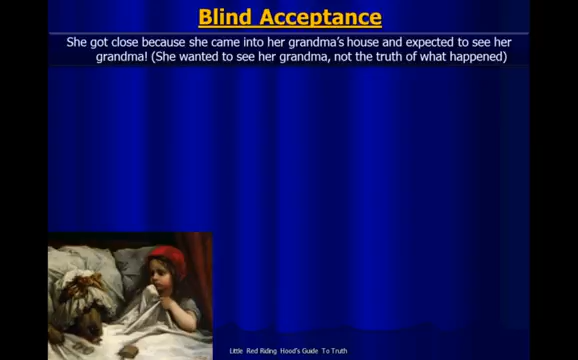 Blind Acceptance
She got close because she came into her grandma's house and expected to see her
grandma! (She wanted to see her grandma, not the truth of what happened)
Little Red Riding Hood's Guide To Truth